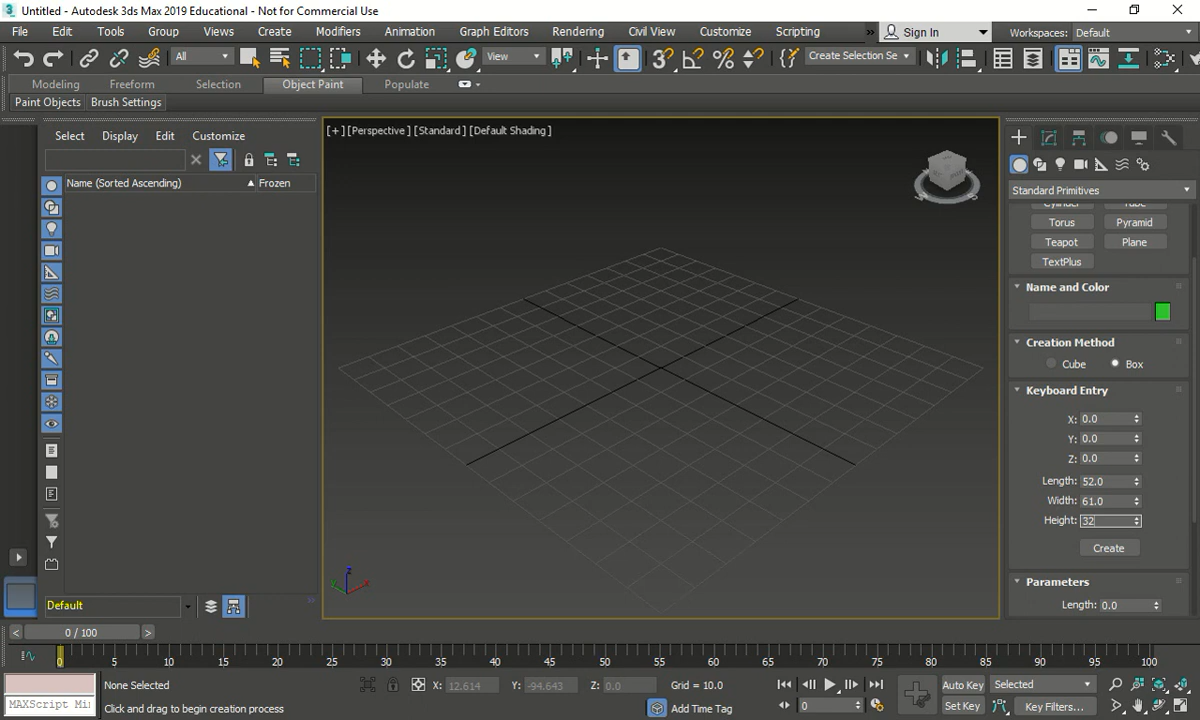 Untitled - Autodesk 3ds Max 2019 Educational - Not for Commercial Use
File Edit Tools Group Views Create Modifiers Animation Graph Editors Rendering Civil View Customize Scripting » Sign In Workspaces: Default
All View Create Selection Se
Modeling Freeform Selection Object Paint Populate
Paint Objects Brush Settings
Select Display Edit Customize
[+] [Perspective] [Standard] [Default Shading]
Name (Sorted Ascending) Frozen
Standard Primitives
Cylinder Tube
Torus Pyramid
Teapot Plane
TextPlus
Name and Color
Creation Method
Cube Box
Keyboard Entry
X: 0.0
Y: 0.0
Z: 0.0
Length: 52.0
Width: 61.0
Height: 32
Create
Parameters
Length: 0.0
Default
< 0 / 100 >
0 5 10 15 20 25 30 35 40 45 50 55 60 65 70 75 80 85 90 95 100
None Selected X: 12.614 Y: -94.643 Z: 0.0 Grid = 10.0 Auto Key Selected
MAXScript Mi Click and drag to begin creation process Add Time Tag 0 Set Key Key Filters...